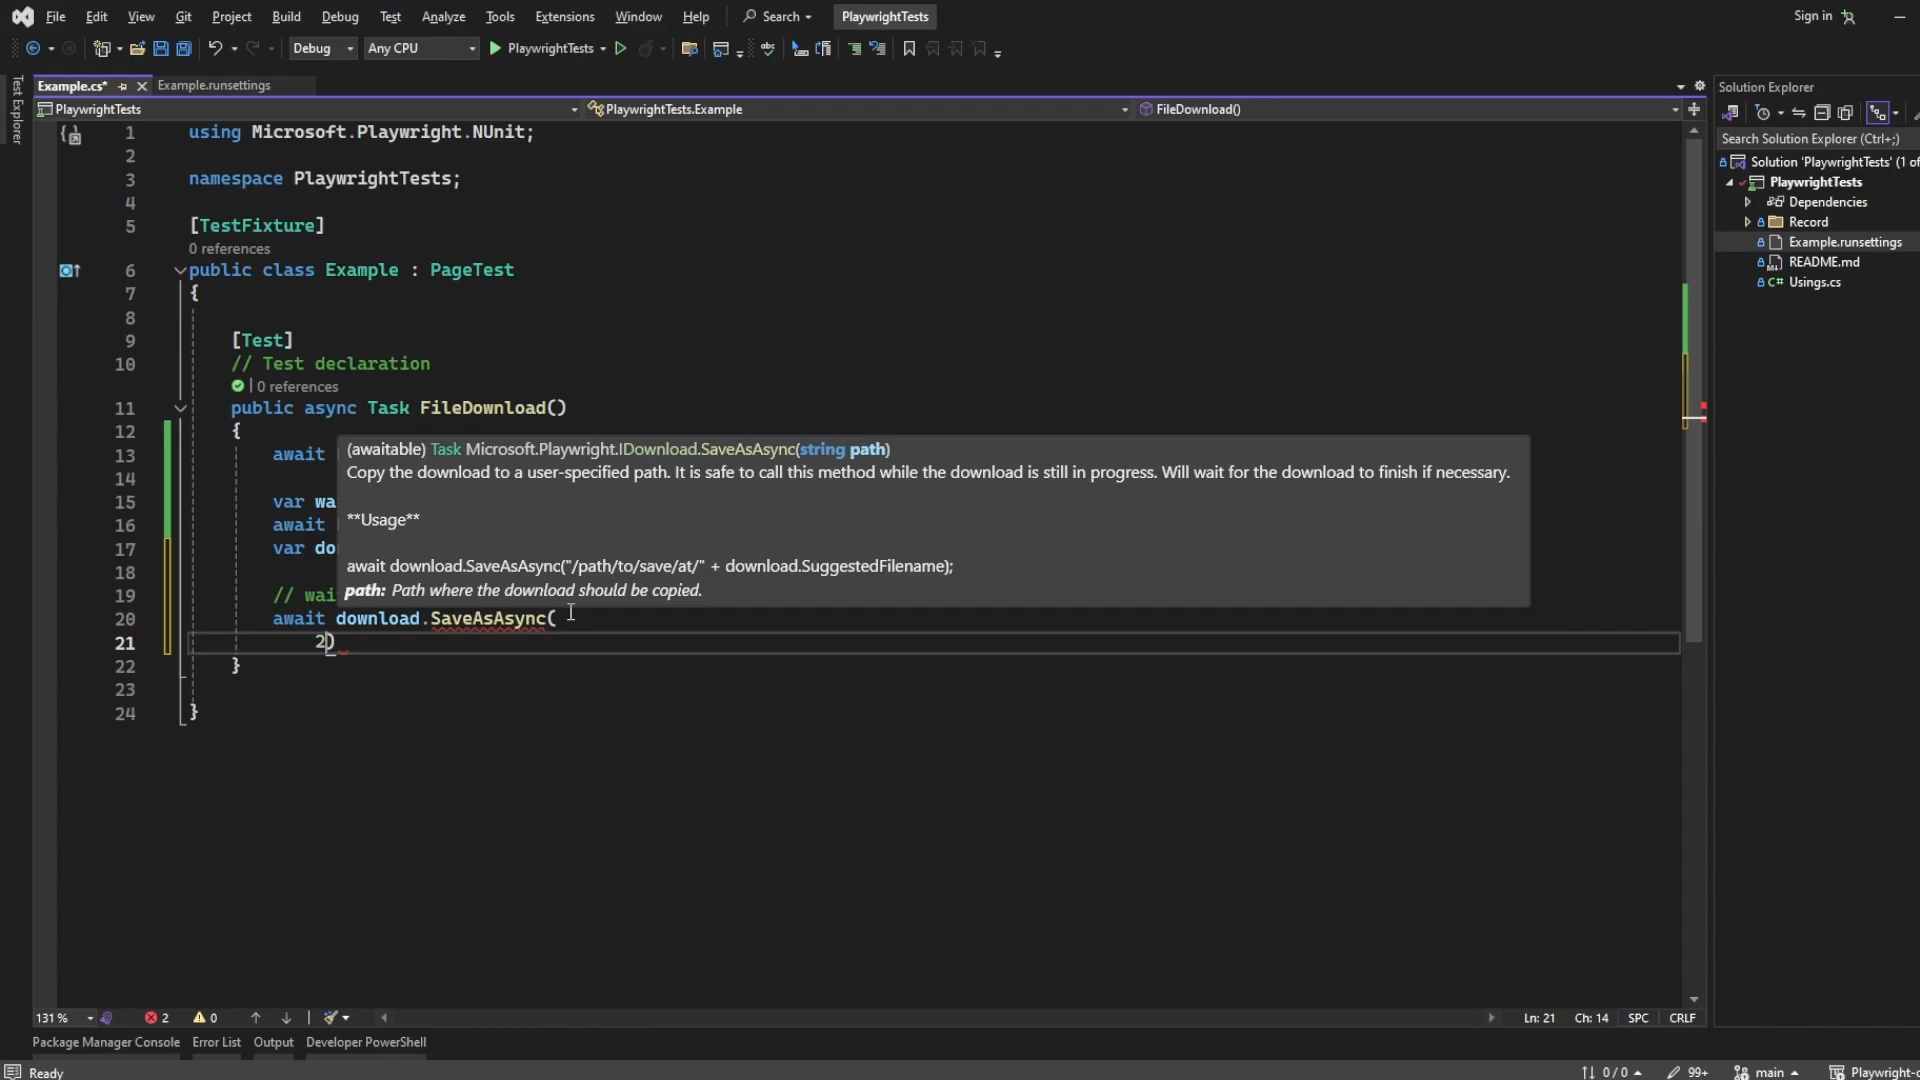 File Edit View Git Project Build Debug Test Analyze Tools Extensions Window Help Search PlaywrightTests Sign in
Debug Any CPU PlaywrightTests
Test Explorer
Example.cs* Example.runsettings
PlaywrightTests PlaywrightTests.Example FileDownload()
1 using Microsoft.Playwright.NUnit;
2
3 namespace PlaywrightTests;
4
5 [TestFixture]
0 references
6 public class Example : PageTest
7 {
8
9 [Test]
10 // Test declaration
0 references
11 public async Task FileDownload()
12 {
13 await
14
15 var wa
16 await
17 var do
18
19 // wai
20 await download.SaveAsAsync(
21 2)
22 }
23
24 }
(awaitable) Task Microsoft.Playwright.IDownload.SaveAsAsync(string path)
Copy the download to a user-specified path. It is safe to call this method while the download is still in progress. Will wait for the download to finish if necessary.
**Usage**
await download.SaveAsAsync("/path/to/save/at/" + download.SuggestedFilename);
path: Path where the download should be copied.
Solution Explorer
Search Solution Explorer (Ctrl+;)
Solution 'PlaywrightTests' (1 of
PlaywrightTests
Dependencies
Record
Example.runsettings
README.md
Usings.cs
131 % 2 0 Ln: 21 Ch: 14 SPC CRLF
Package Manager Console Error List Output Developer PowerShell
Ready 0 / 0 99+ main Playwright-c